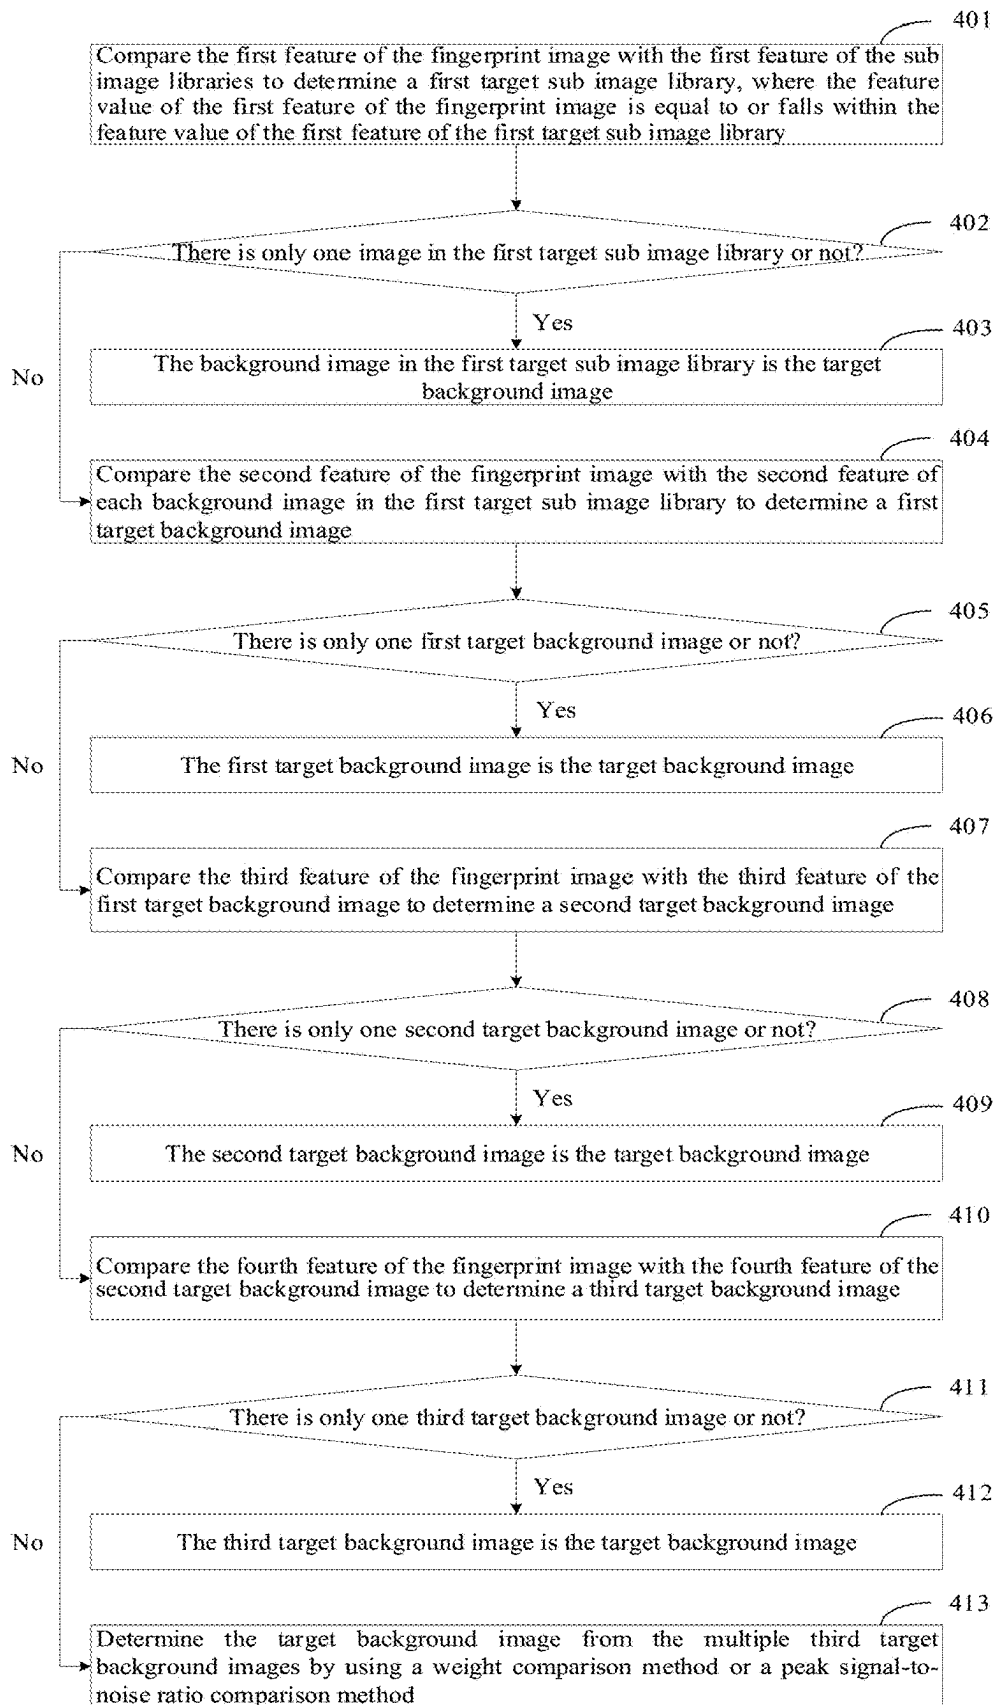 401
Compare the first feature of the fingerprint image with the first feature of the sub
image libraries to determine a first target sub image library, where the feature
value of the first feature of the fingerprint image is equal to or falls within the
feature value of the first feature of the first target sub image library
402
There is only one image in the first target sub image library or not?
Yes
403
No
The background image in the first target sub image library is the target
background image
404
Compare the second feature of the fingerprint image with the second feature of
each background image in the first target sub image library to determine a first
target background image
405
There is only one first target background image or not?
Yes
406
No
The first target background image is the target background image
407
Compare the third feature of the fingerprint image with the third feature of the
first target background image to determine a second target background image
408
There is only one second target background image or not?
Yes
409
No
The second target background image is the target background image
410
Compare the fourth feature of the fingerprint image with the fourth feature of the
second target background image to determine a third target background image
411
There is only one third target background image or not?
Yes
412
No
The third target background image is the target background image
413
Determine the target background image from the multiple third target
background images by using a weight comparison method or a peak signal-to-
noise ratio comparison method